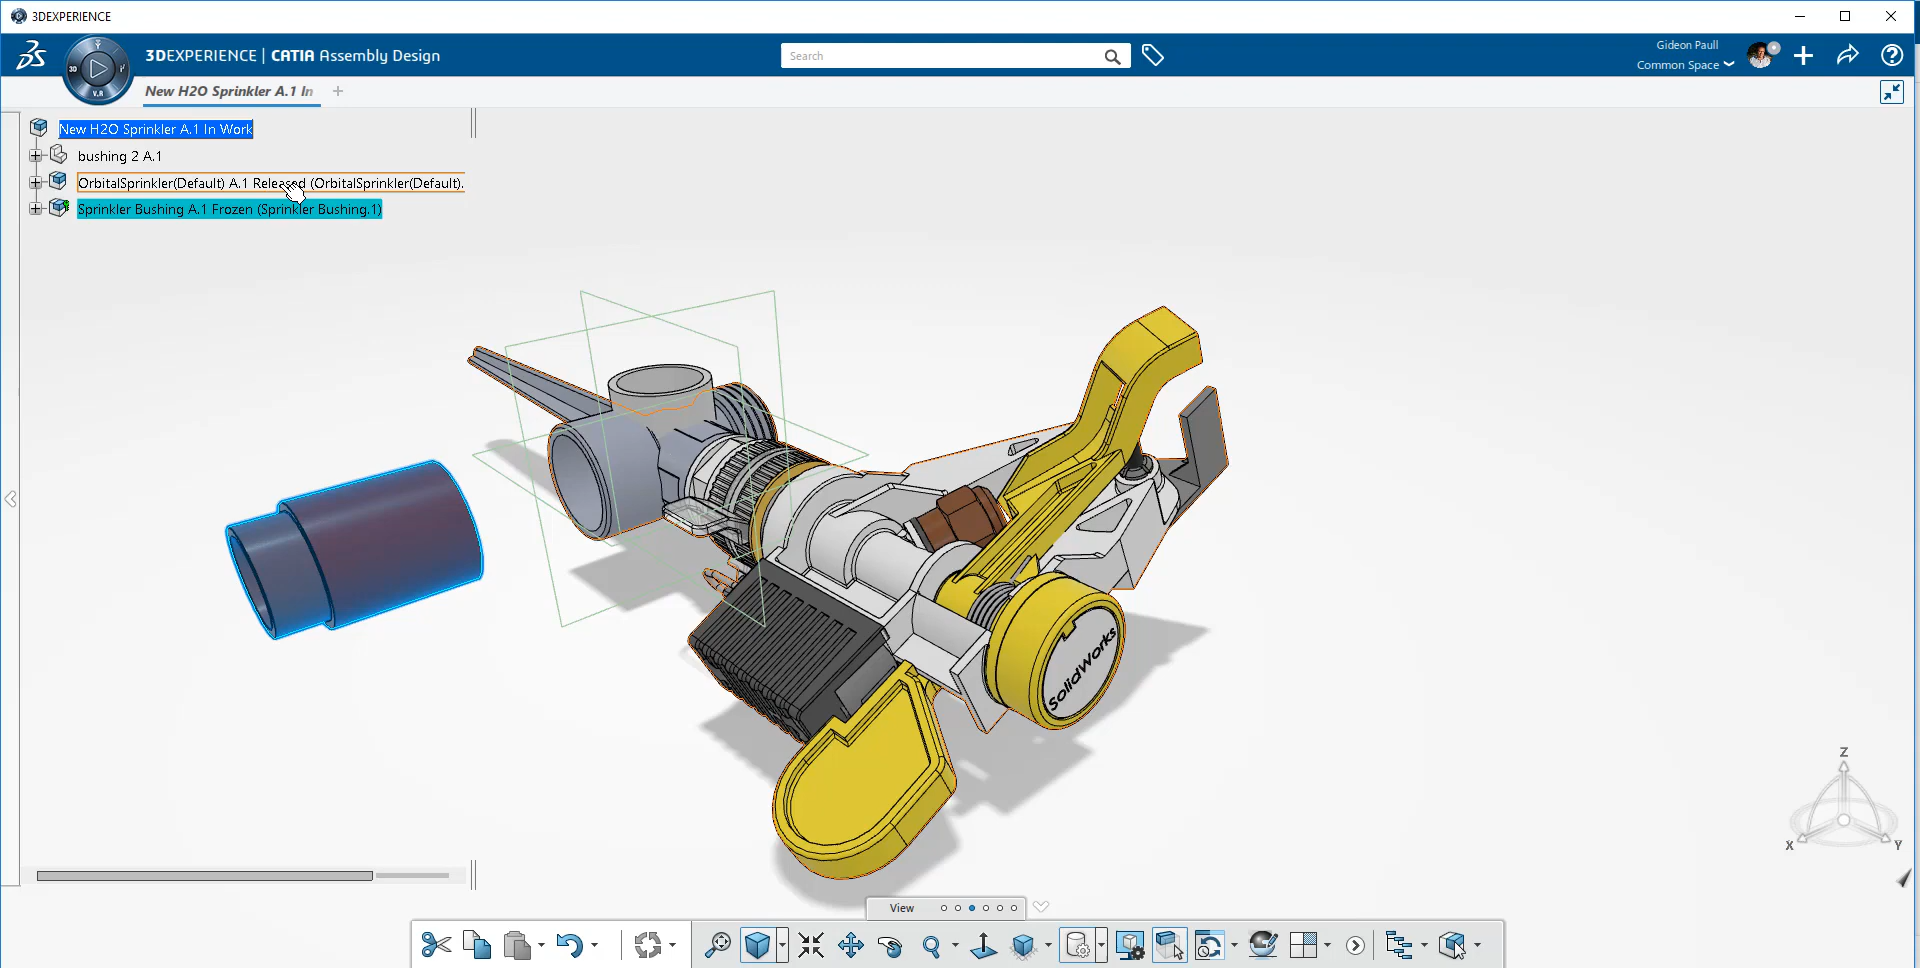 3DEXPERIENCE
3DEXPERIENCE | CATIA Assembly Design
Search
Gideon Paull
Common Space
3D
V.R
New H2O Sprinkler A.1 In
New H2O Sprinkler A.1 In Work
bushing 2 A.1
OrbitalSprinkler(Default) A.1 Released (OrbitalSprinkler(Default).
Sprinkler Bushing A.1 Frozen (Sprinkler Bushing.1)
SolidWorks
Z
X
Y
View